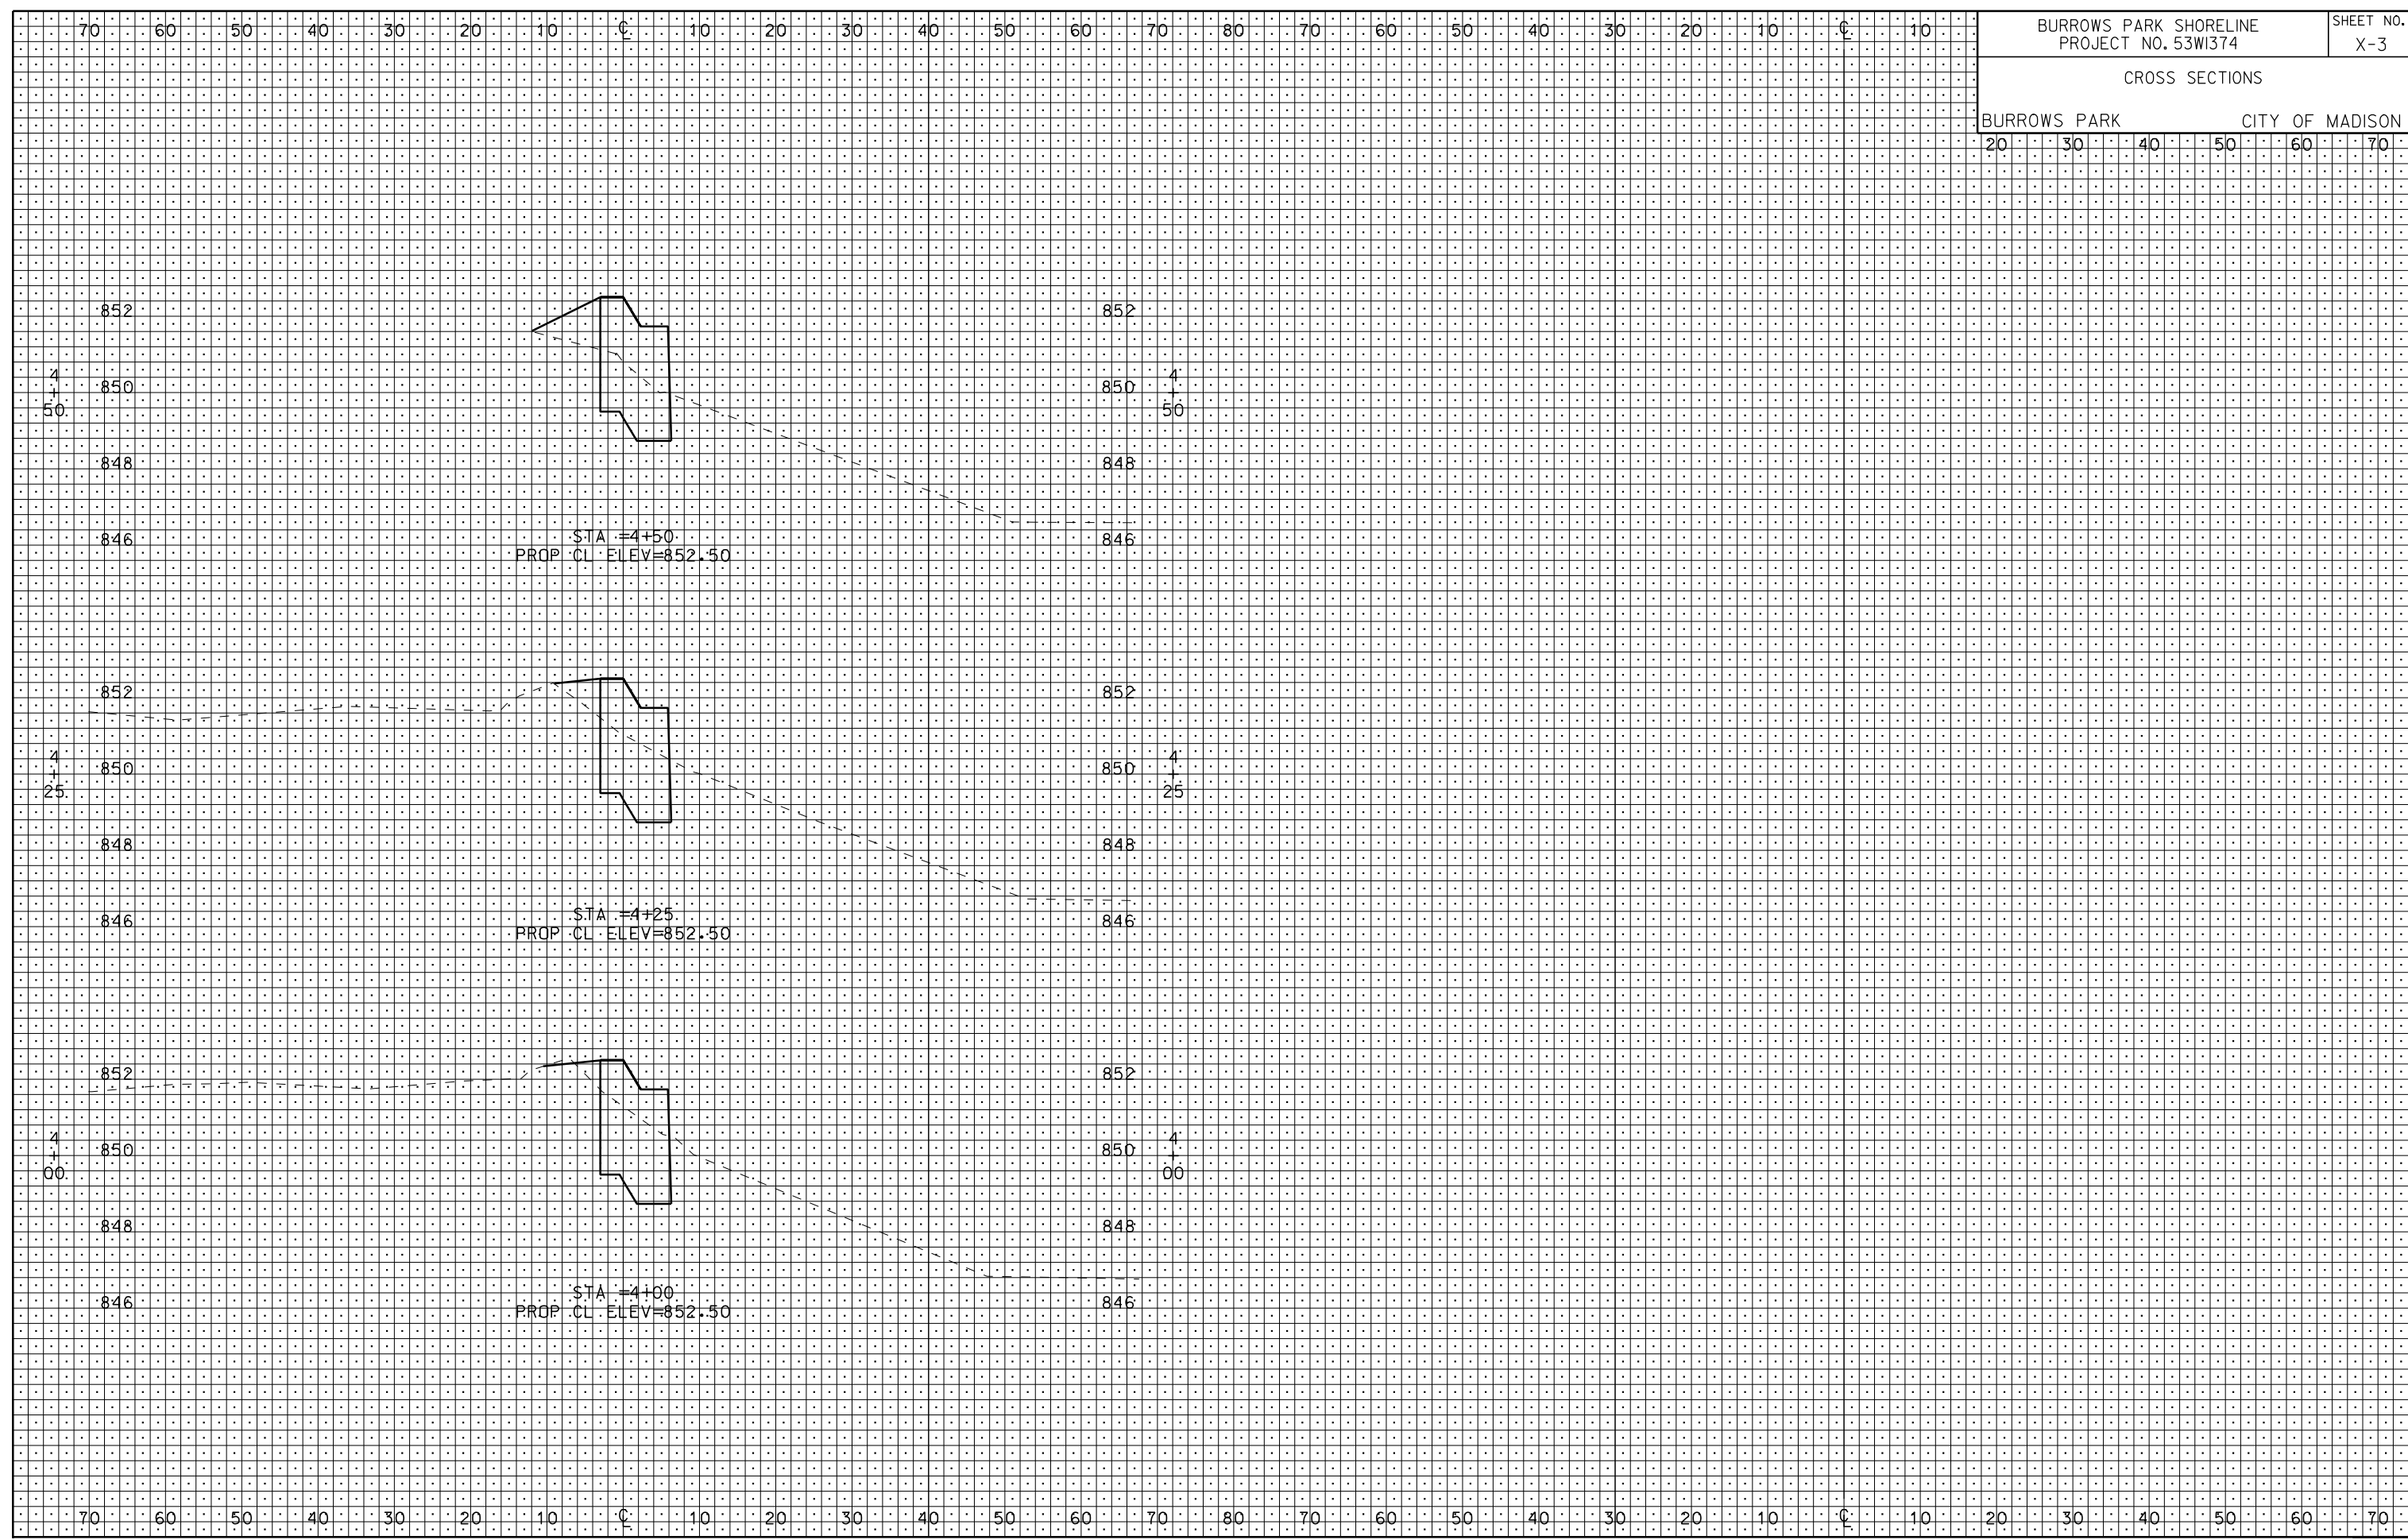 70 60 50 40 30 20 10 ℄ 10 20 30 40 50 60 70 80 70 60 50 40 30 20 10 ℄ 10
BURROWS PARK SHORELINE
PROJECT NO. 53WI374
SHEET NO.
X-3
CROSS SECTIONS
BURROWS PARK CITY OF MADISON
20 30 40 50 60 70
852 852
4
+
50
850 850
4
+
50
848 848
846 846
STA =4+50
PROP CL ELEV=852.50
852 852
4
+
25
850 850
4
+
25
848 848
846 846
STA =4+25
PROP CL ELEV=852.50
852 852
4
+
00
850 850
4
+
00
848 848
846 846
STA =4+00
PROP CL ELEV=852.50
70 60 50 40 30 20 10 ℄ 10 20 30 40 50 60 70 80 70 60 50 40 30 20 10 ℄ 10 20 30 40 50 60 70